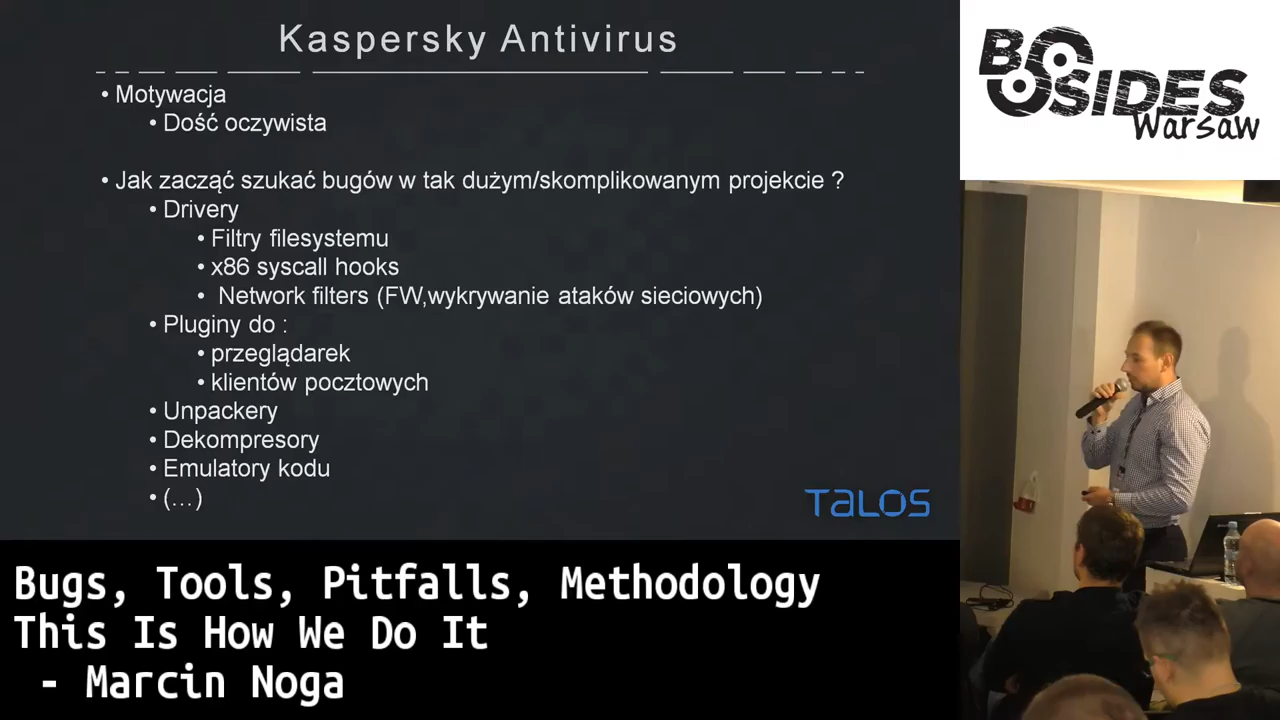 Kaspersky Antivirus
• Motywacja
• Dość oczywista
• Jak zacząć szukać bugów w tak dużym/skomplikowanym projekcie ?
• Drivery
• Filtry filesystemu
• x86 syscall hooks
• Network filters (FW,wykrywanie ataków sieciowych)
• Pluginy do :
• przeglądarek
• klientów pocztowych
• Unpackery
• Dekompresory
• Emulatory kodu
• (...)
TALOS
BSIDES
Warsaw
Bugs, Tools, Pitfalls, Methodology
This Is How We Do It
- Marcin Noga